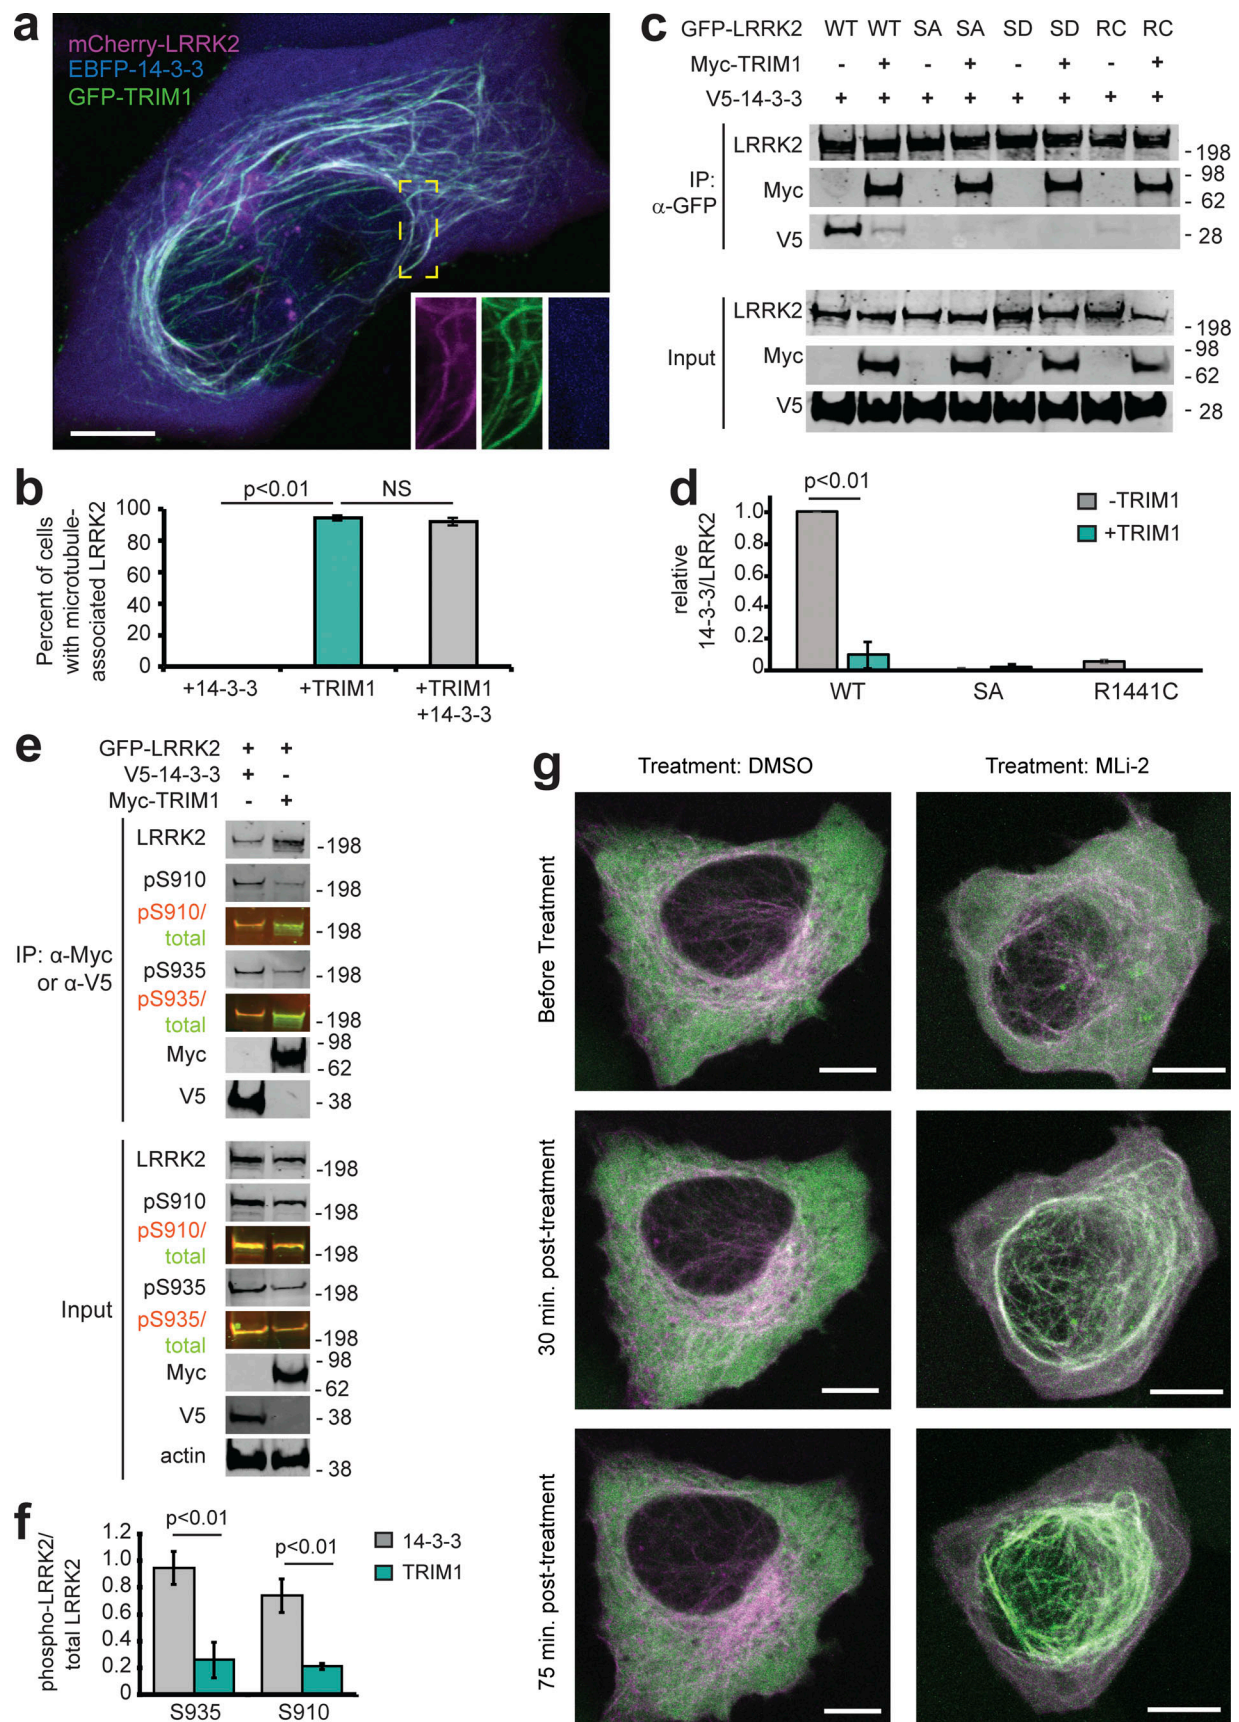 a
mCherry-LRRK2
EBFP-14-3-3
GFP-TRIM1
b
Percent of cells
with microtubule-
associated LRRK2
100
80
60
40
20
0
p<0.01
NS
+14-3-3
+TRIM1
+TRIM1
+14-3-3
c
GFP-LRRK2 WT WT SA SA SD SD RC RC
Myc-TRIM1 - + - + - + - +
V5-14-3-3 + + + + + + + +
IP:
α-GFP
LRRK2
- 198
Myc
- 98
- 62
V5
- 28
Input
LRRK2
- 198
Myc
- 98
- 62
V5
- 28
d
relative
14-3-3/LRRK2
1.0
0.8
0.6
0.4
0.2
0
p<0.01
-TRIM1
+TRIM1
WT
SA
R1441C
e
GFP-LRRK2 + +
V5-14-3-3 + -
Myc-TRIM1 - +
IP: α-Myc
or α-V5
LRRK2
-198
pS910
-198
pS910/
total
-198
pS935
-198
pS935/
total
-198
Myc
-98
-62
V5
- 38
Input
LRRK2
-198
pS910
-198
pS910/
total
-198
pS935
-198
pS935/
total
-198
Myc
-98
-62
V5
- 38
actin
- 38
f
phospho-LRRK2/
total LRRK2
1.2
1
0.8
0.6
0.4
0.2
0
p<0.01
p<0.01
14-3-3
TRIM1
S935
S910
g
Treatment: DMSO
Treatment: MLi-2
Before Treatment
30 min. post-treatment
75 min. post-treatment